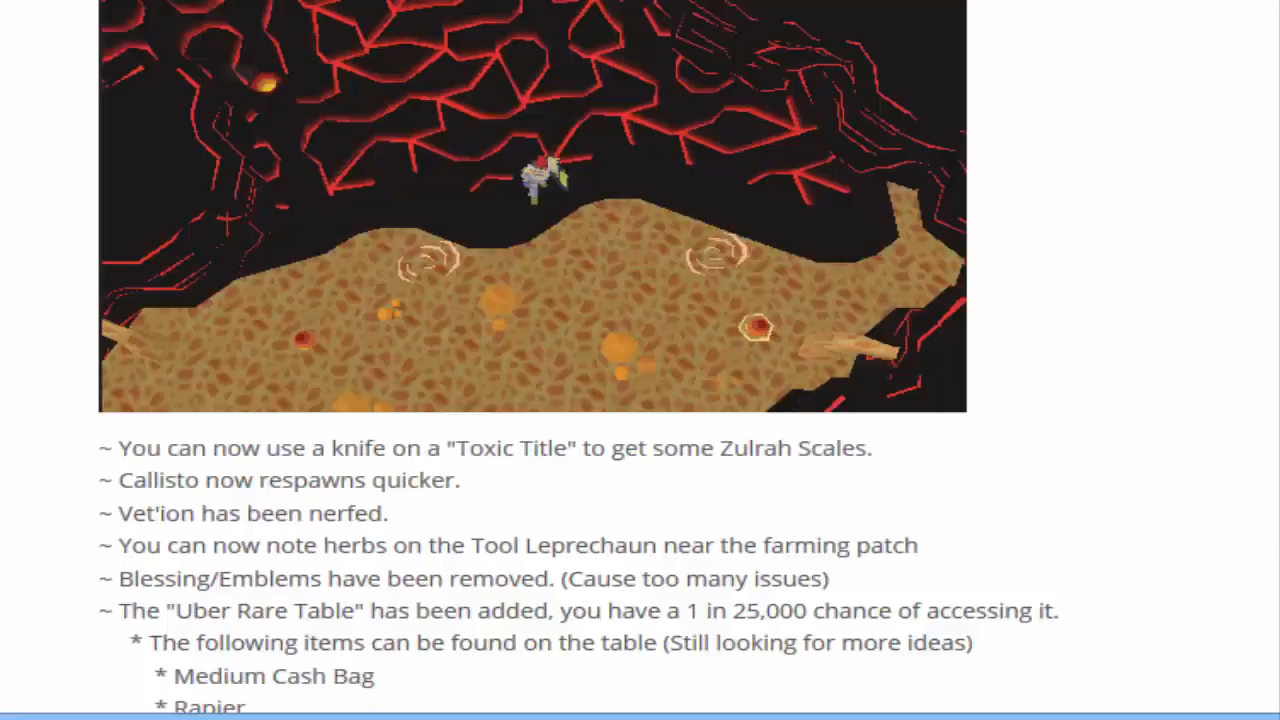 ~ You can now use a knife on a "Toxic Title" to get some Zulrah Scales.
~ Callisto now respawns quicker.
~ Vet'ion has been nerfed.
~ You can now note herbs on the Tool Leprechaun near the farming patch
~ Blessing/Emblems have been removed. (Cause too many issues)
~ The "Uber Rare Table" has been added, you have a 1 in 25,000 chance of accessing it.
* The following items can be found on the table (Still looking for more ideas)
* Medium Cash Bag
* Rapier